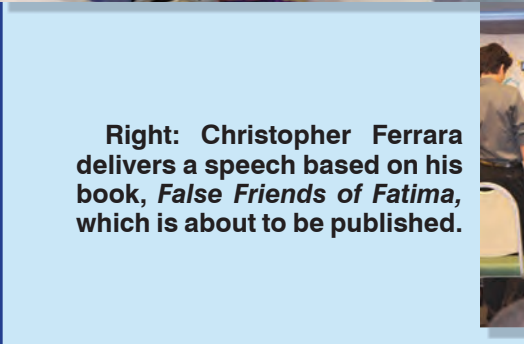 Right: Christopher Ferrara
delivers a speech based on his
book, False Friends of Fatima,
which is about to be published.